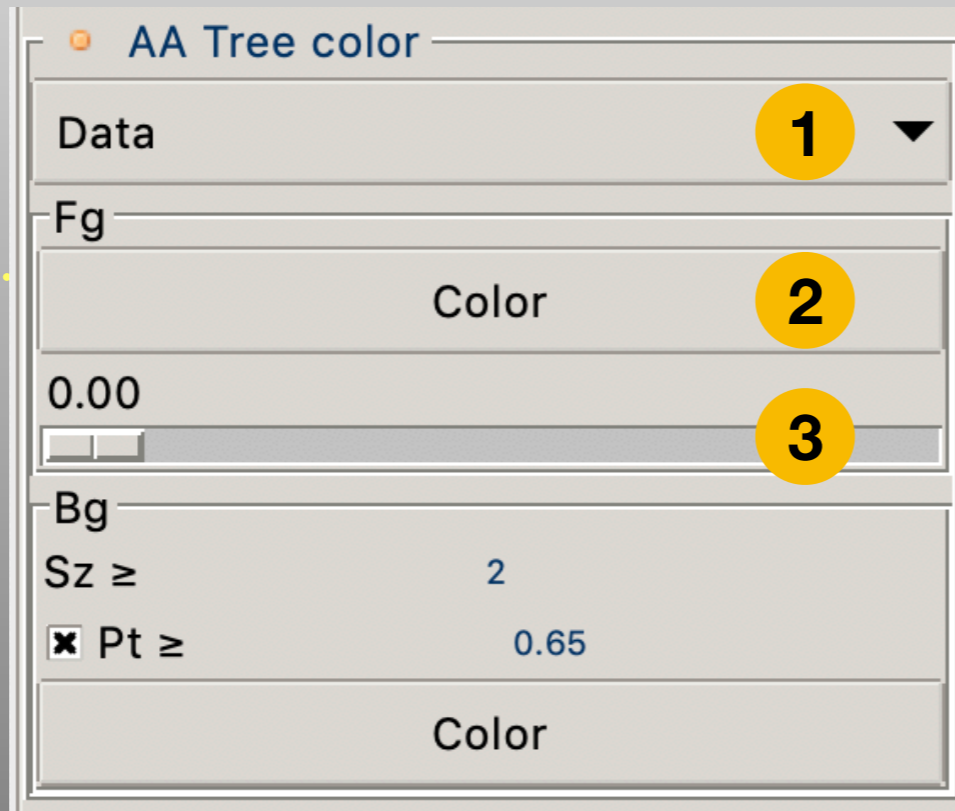 AA Tree color
Data 1
Fg
Color 2
0.00
3
Bg
Sz ≥ 2
Pt ≥ 0.65
Color